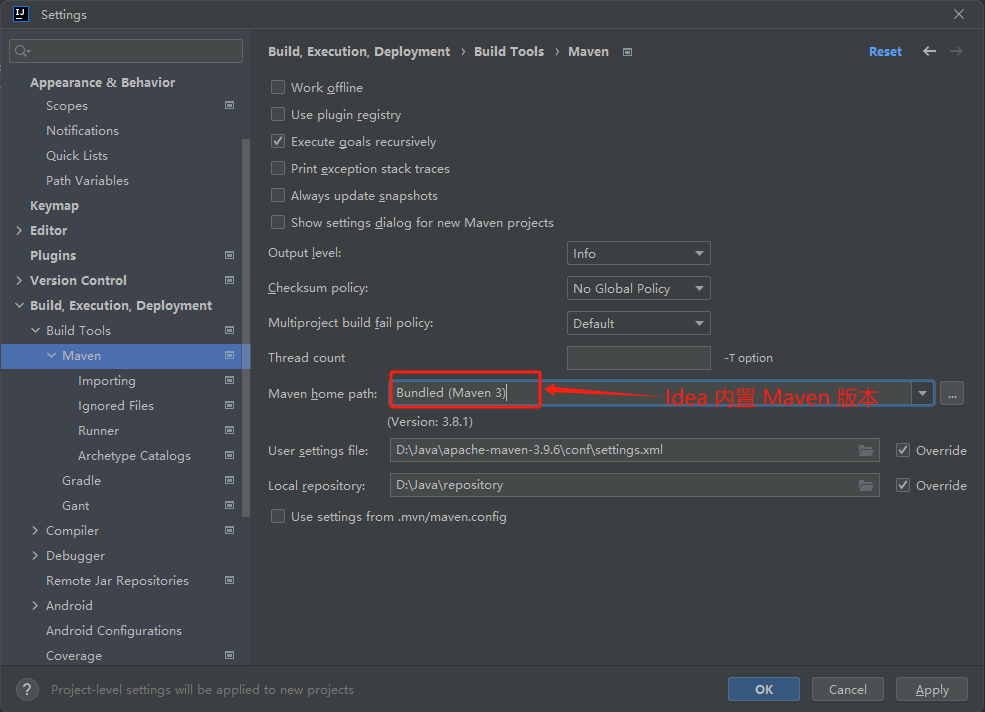 Settings
Appearance & Behavior
Scopes
Notifications
Quick Lists
Path Variables
Keymap
Editor
Plugins
Version Control
Build, Execution, Deployment
Build Tools
Maven
Importing
Ignored Files
Runner
Archetype Catalogs
Gradle
Gant
Compiler
Debugger
Remote Jar Repositories
Android
Android Configurations
Coverage
Build, Execution, Deployment › Build Tools › Maven Reset
Work offline
Use plugin registry
Execute goals recursively
Print exception stack traces
Always update snapshots
Show settings dialog for new Maven projects
Output level: Info
Checksum policy: No Global Policy
Multiproject build fail policy: Default
Thread count -T option
Maven home path: Bundled (Maven 3) Idea 内置 Maven 版本 ...
(Version: 3.8.1)
User settings file: D:\Java\apache-maven-3.9.6\conf\settings.xml Override
Local repository: D:\Java\repository Override
Use settings from .mvn/maven.config
? Project-level settings will be applied to new projects OK Cancel Apply